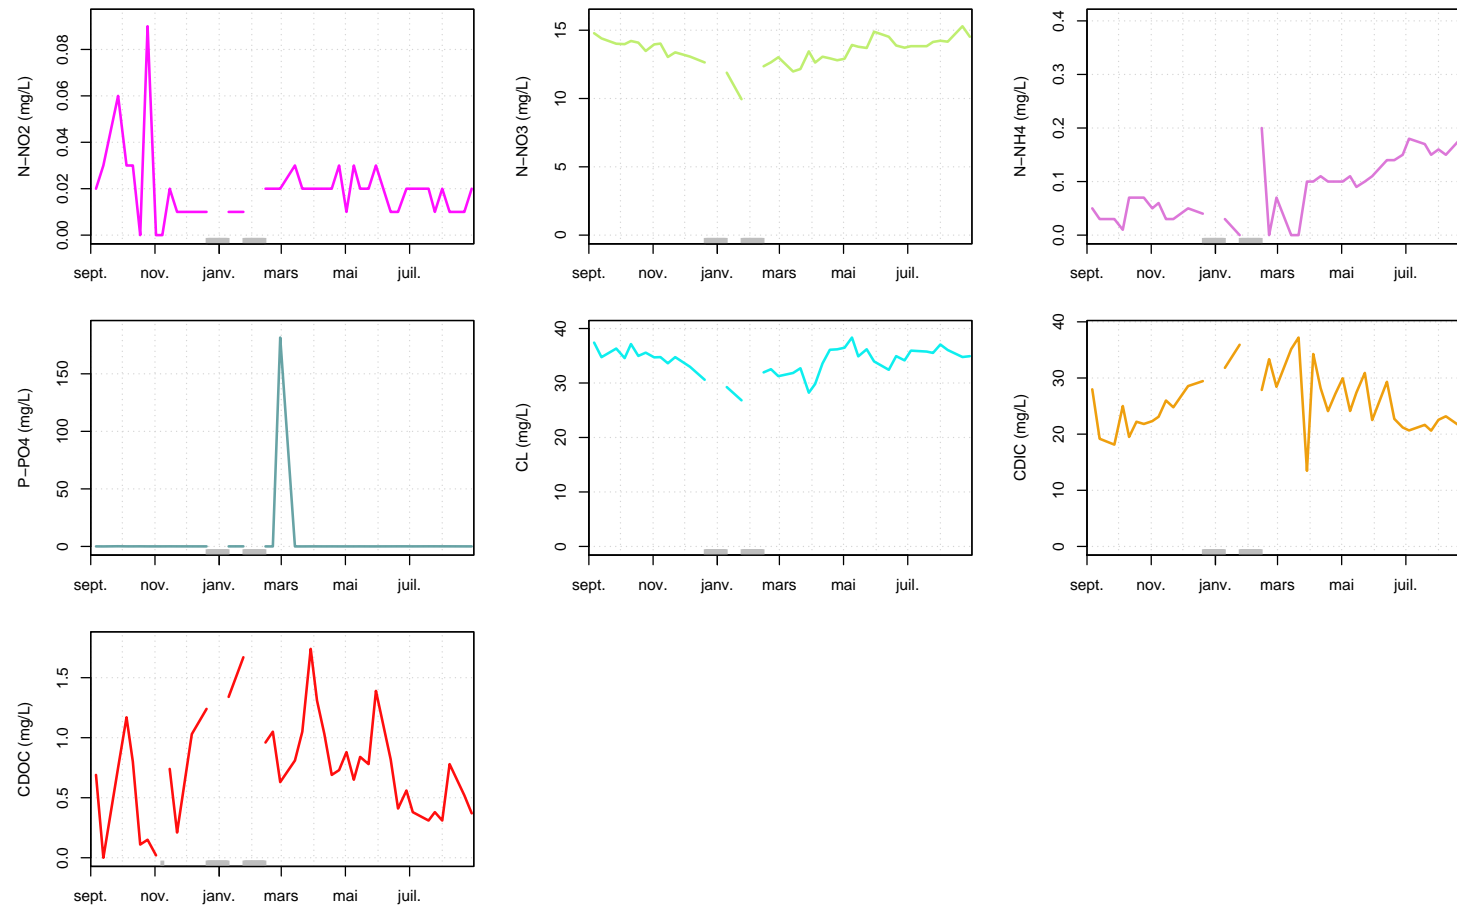 N−NO2 (mg/L)
0.00 0.02 0.04 0.06 0.08
sept. nov. janv. mars mai juil.
N−NO3 (mg/L)
0 5 10 15
sept. nov. janv. mars mai juil.
N−NH4 (mg/L)
0.0 0.1 0.2 0.3 0.4
sept. nov. janv. mars mai juil.
P−PO4 (mg/L)
0 50 100 150
sept. nov. janv. mars mai juil.
CL (mg/L)
0 10 20 30 40
sept. nov. janv. mars mai juil.
CDIC (mg/L)
0 10 20 30 40
sept. nov. janv. mars mai juil.
CDOC (mg/L)
0.0 0.5 1.0 1.5
sept. nov. janv. mars mai juil.